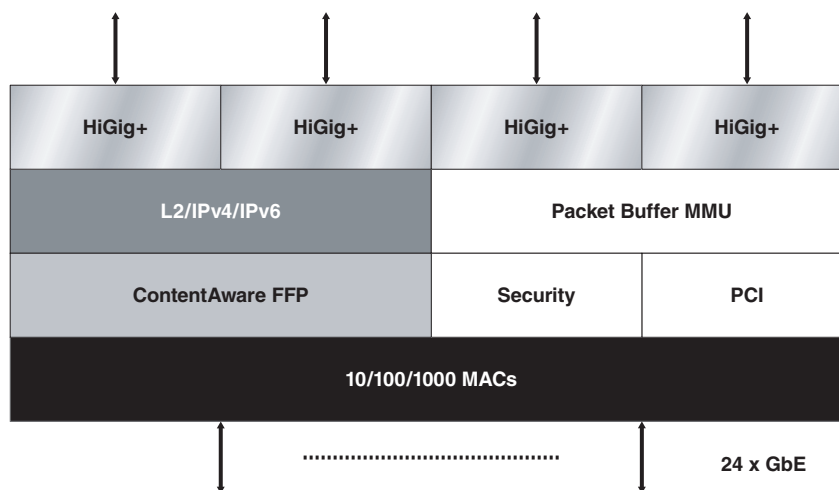 HiGig+ HiGig+ HiGig+ HiGig+
L2/IPv4/IPv6 Packet Buffer MMU
ContentAware FFP Security PCI
10/100/1000 MACs
24 x GbE